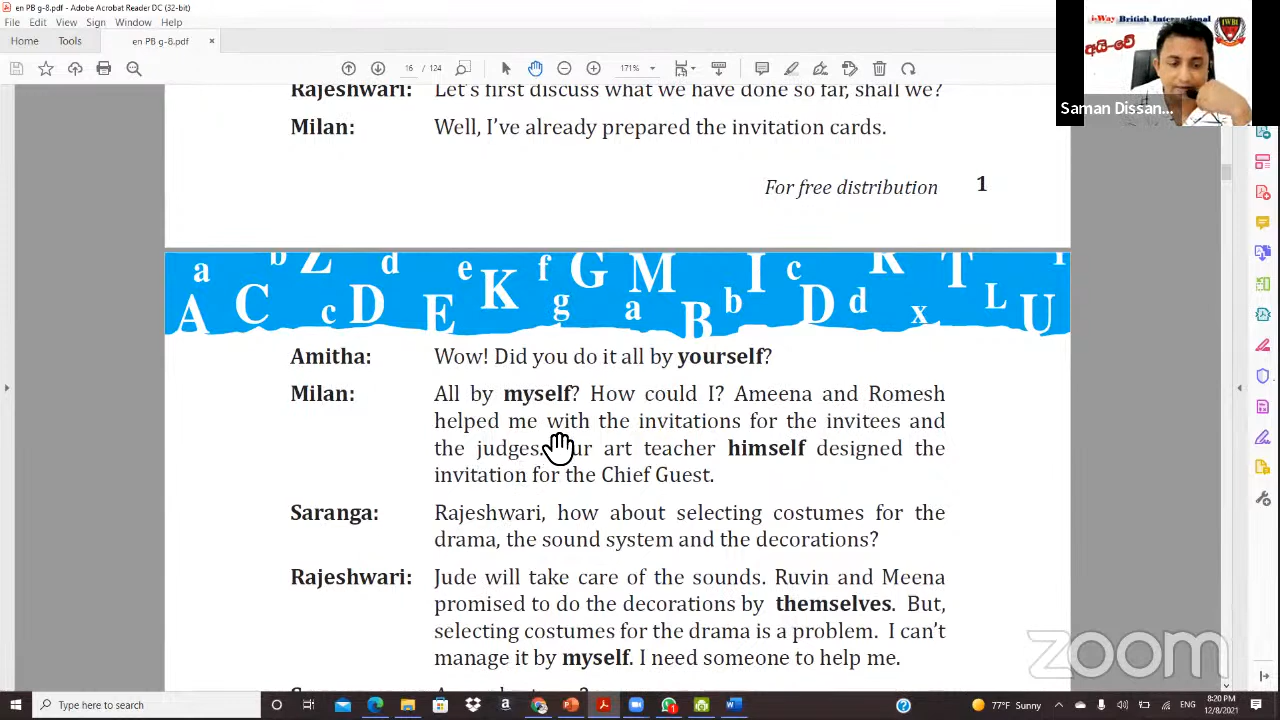 en PB g-8.pdf - Adobe Acrobat Reader DC (32-bit)
File Edit View Sign Window Help
Home Tools en PB g-8.pdf ×
16 / 124 171%
i-Way British International
IWBI
අයි-වේ
Saman Dissan...
Rajeshwari: Let's first discuss what we have done so far, shall we?
Milan: Well, I've already prepared the invitation cards.
For free distribution 1
a b Z d e f G M I c R T
A C c D E K g a B b D d x L U
Amitha: Wow! Did you do it all by yourself?
Milan: All by myself? How could I? Ameena and Romesh
helped me with the invitations for the invitees and
the judges. ur art teacher himself designed the
invitation for the Chief Guest.
Saranga: Rajeshwari, how about selecting costumes for the
drama, the sound system and the decorations?
Rajeshwari: Jude will take care of the sounds. Ruvin and Meena
promised to do the decorations by themselves. But,
selecting costumes for the drama is a problem. I can't
manage it by myself. I need someone to help me.
zoom
Type here to search
77°F Sunny ENG 8:20 PM
12/8/2021